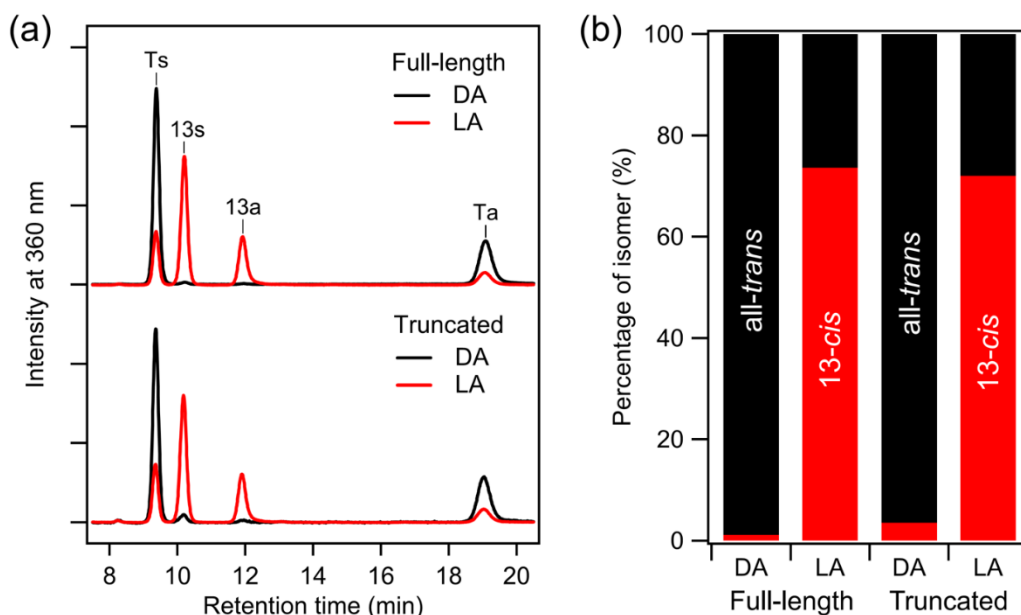 (a)
Intensity at 360 nm
Full-length
DA
LA
Ts
13s
13a
Ta
Truncated
DA
LA
8 10 12 14 16 18 20
Retention time (min)
(b)
Percentage of isomer (%)
100
80
60
40
20
0
all-trans
13-cis
all-trans
13-cis
DA LA DA LA
Full-length Truncated